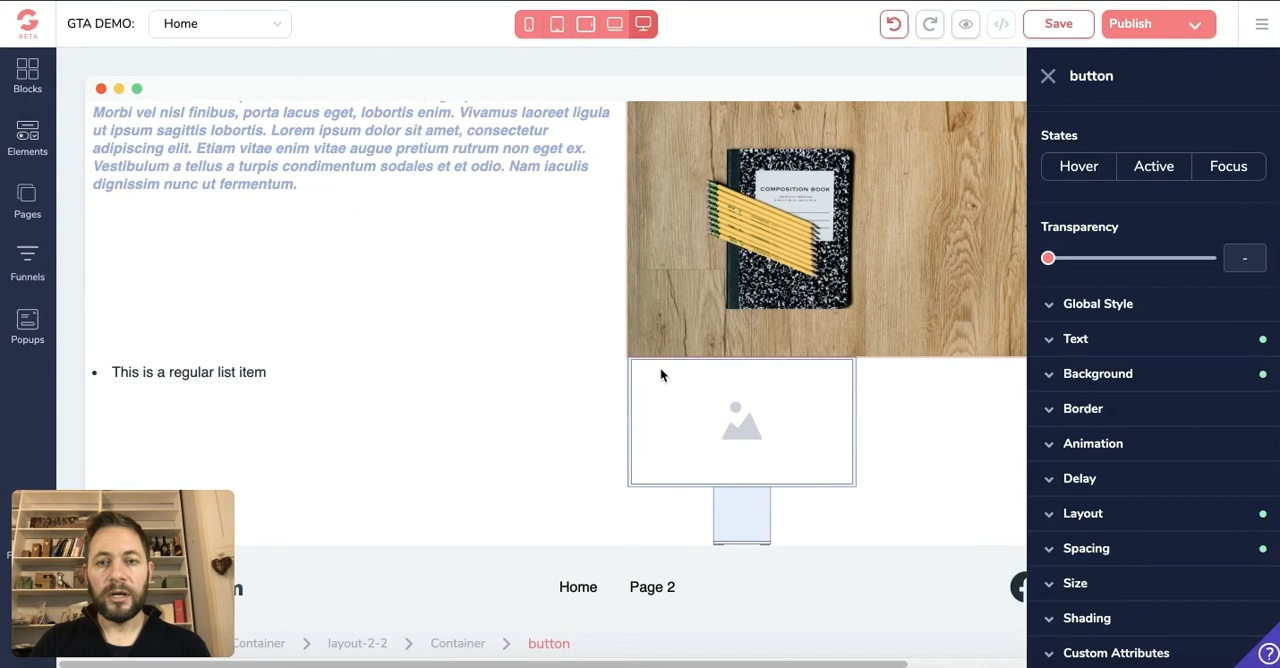 BETA
GTA DEMO:
Home
Save
Publish
Blocks
Elements
Pages
Funnels
Popups
Morbi vel nisl finibus, porta lacus eget, lobortis enim. Vivamus laoreet ligula
ut ipsum sagittis lobortis. Lorem ipsum dolor sit amet, consectetur
adipiscing elit. Etiam vitae enim vitae augue pretium rutrum non eget ex.
Vestibulum a tellus a turpis condimentum sodales et et odio. Nam iaculis
dignissim nunc ut fermentum.
COMPOSITION BOOK
• This is a regular list item
Home
Page 2
Container > layout-2-2 > Container > button
button
States
Hover
Active
Focus
Transparency
-
Global Style
Text
Background
Border
Animation
Delay
Layout
Spacing
Size
Shading
Custom Attributes
?